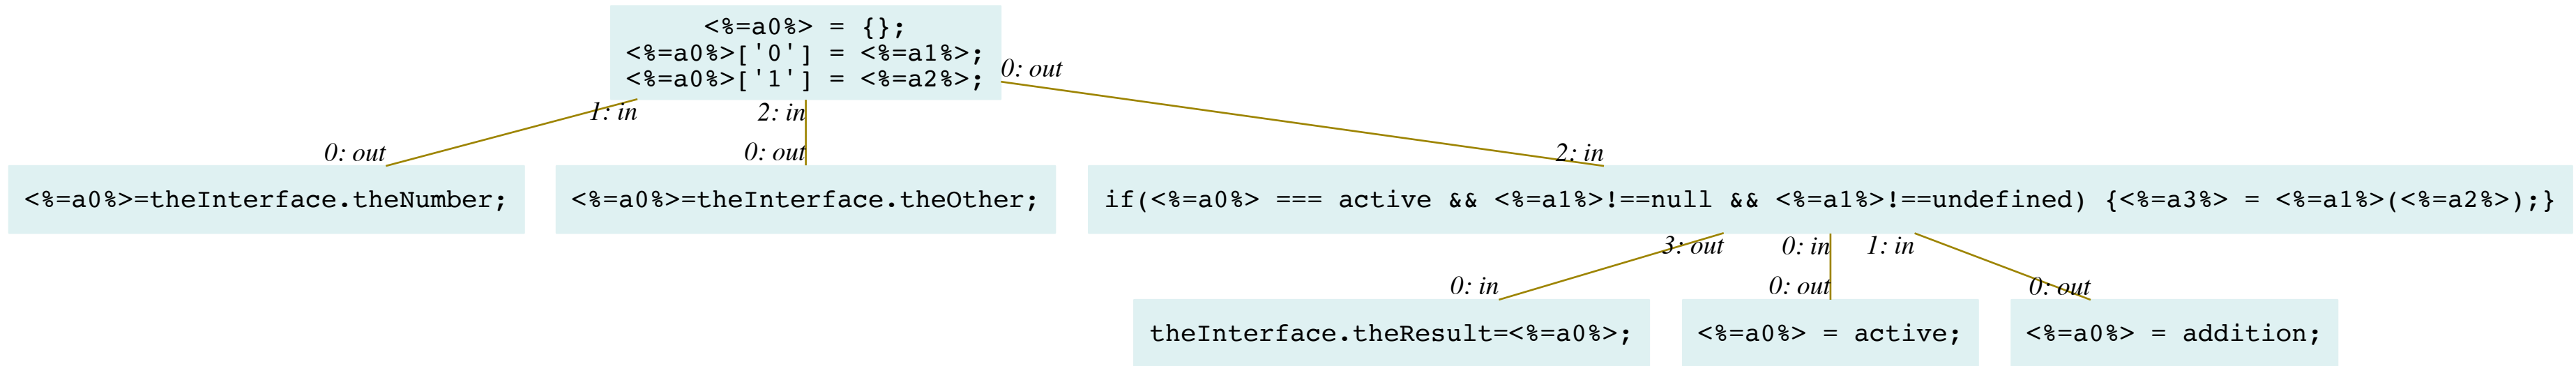 <%=a0%> = {};
<%=a0%>['0'] = <%=a1%>;
<%=a0%>['1'] = <%=a2%>;
0: out
1: in
2: in
0: out
0: out
2: in
<%=a0%>=theInterface.theNumber;
<%=a0%>=theInterface.theOther;
if(<%=a0%> === active && <%=a1%>!==null && <%=a1%>!==undefined) {<%=a3%> = <%=a1%>(<%=a2%>);}
3: out
0: in
1: in
0: in
0: out
0: out
theInterface.theResult=<%=a0%>;
<%=a0%> = active;
<%=a0%> = addition;